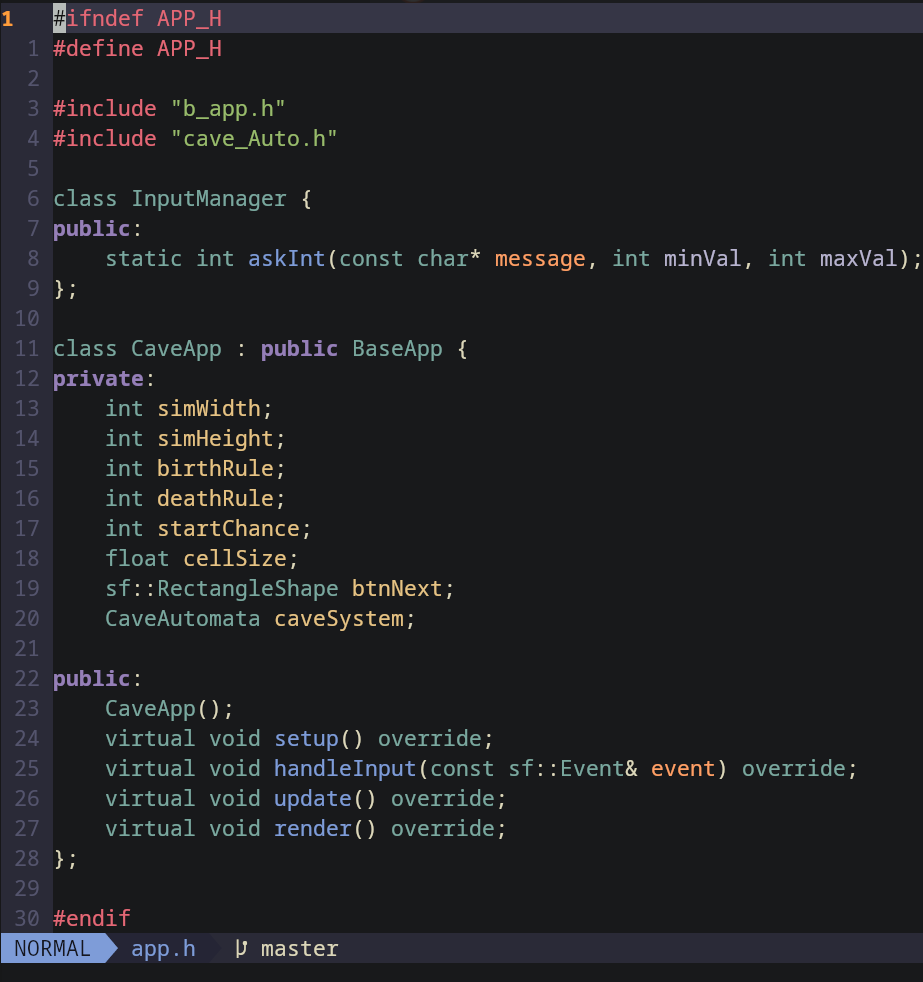 1 #ifndef APP_H
1 #define APP_H
2
3 #include "b_app.h"
4 #include "cave_Auto.h"
5
6 class InputManager {
7 public:
8     static int askInt(const char* message, int minVal, int maxVal);
9 };
10
11 class CaveApp : public BaseApp {
12 private:
13     int simWidth;
14     int simHeight;
15     int birthRule;
16     int deathRule;
17     int startChance;
18     float cellSize;
19     sf::RectangleShape btnNext;
20     CaveAutomata caveSystem;
21
22 public:
23     CaveApp();
24     virtual void setup() override;
25     virtual void handleInput(const sf::Event& event) override;
26     virtual void update() override;
27     virtual void render() override;
28 };
29
30 #endif
NORMAL app.h master